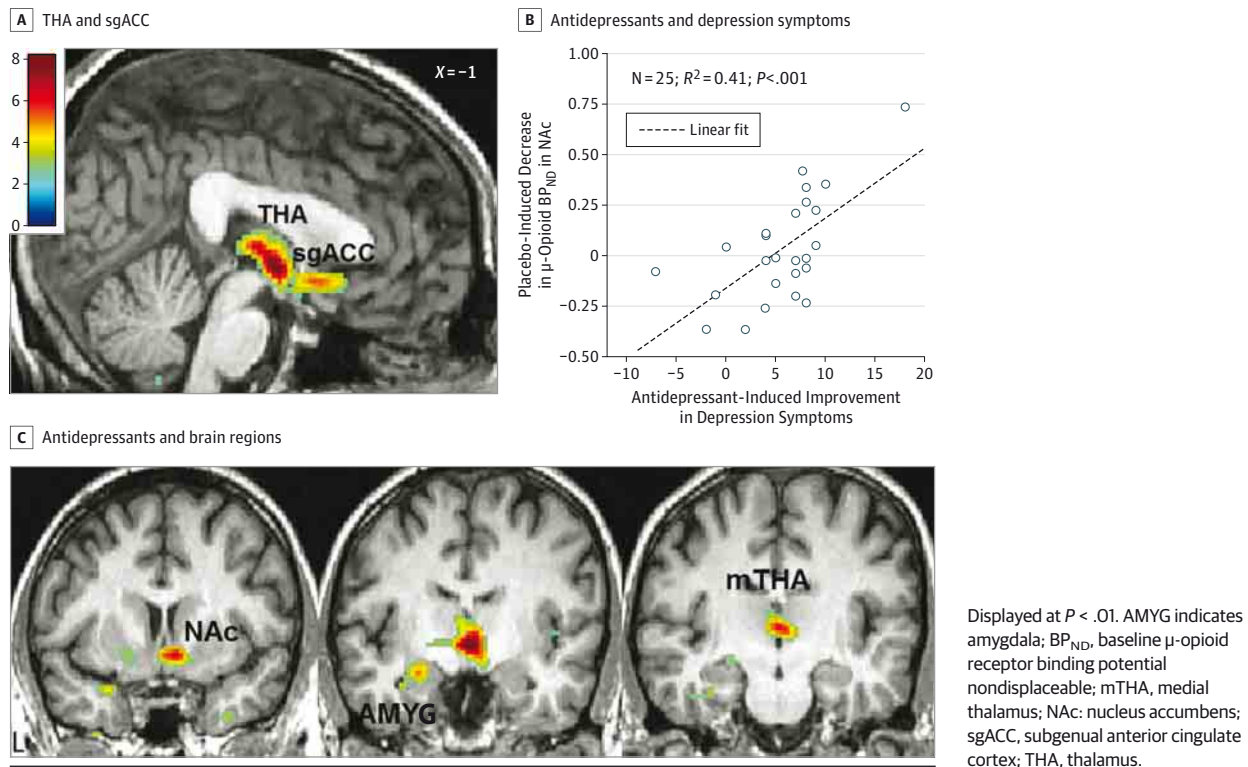 A THA and sgACC
8
6
4
2
0
X = −1
THA
sgACC
B Antidepressants and depression symptoms
Placebo-Induced Decrease
in μ-Opioid BP_ND in NAc
1.00
0.75
0.50
0.25
0
−0.25
−0.50
N = 25; R² = 0.41; P<.001
Linear fit
−10 −5 0 5 10 15 20
Antidepressant-Induced Improvement
in Depression Symptoms
C Antidepressants and brain regions
NAc
AMYG
mTHA
L
Displayed at P < .01. AMYG indicates
amygdala; BP_ND, baseline μ-opioid
receptor binding potential
nondisplaceable; mTHA, medial
thalamus; NAc: nucleus accumbens;
sgACC, subgenual anterior cingulate
cortex; THA, thalamus.